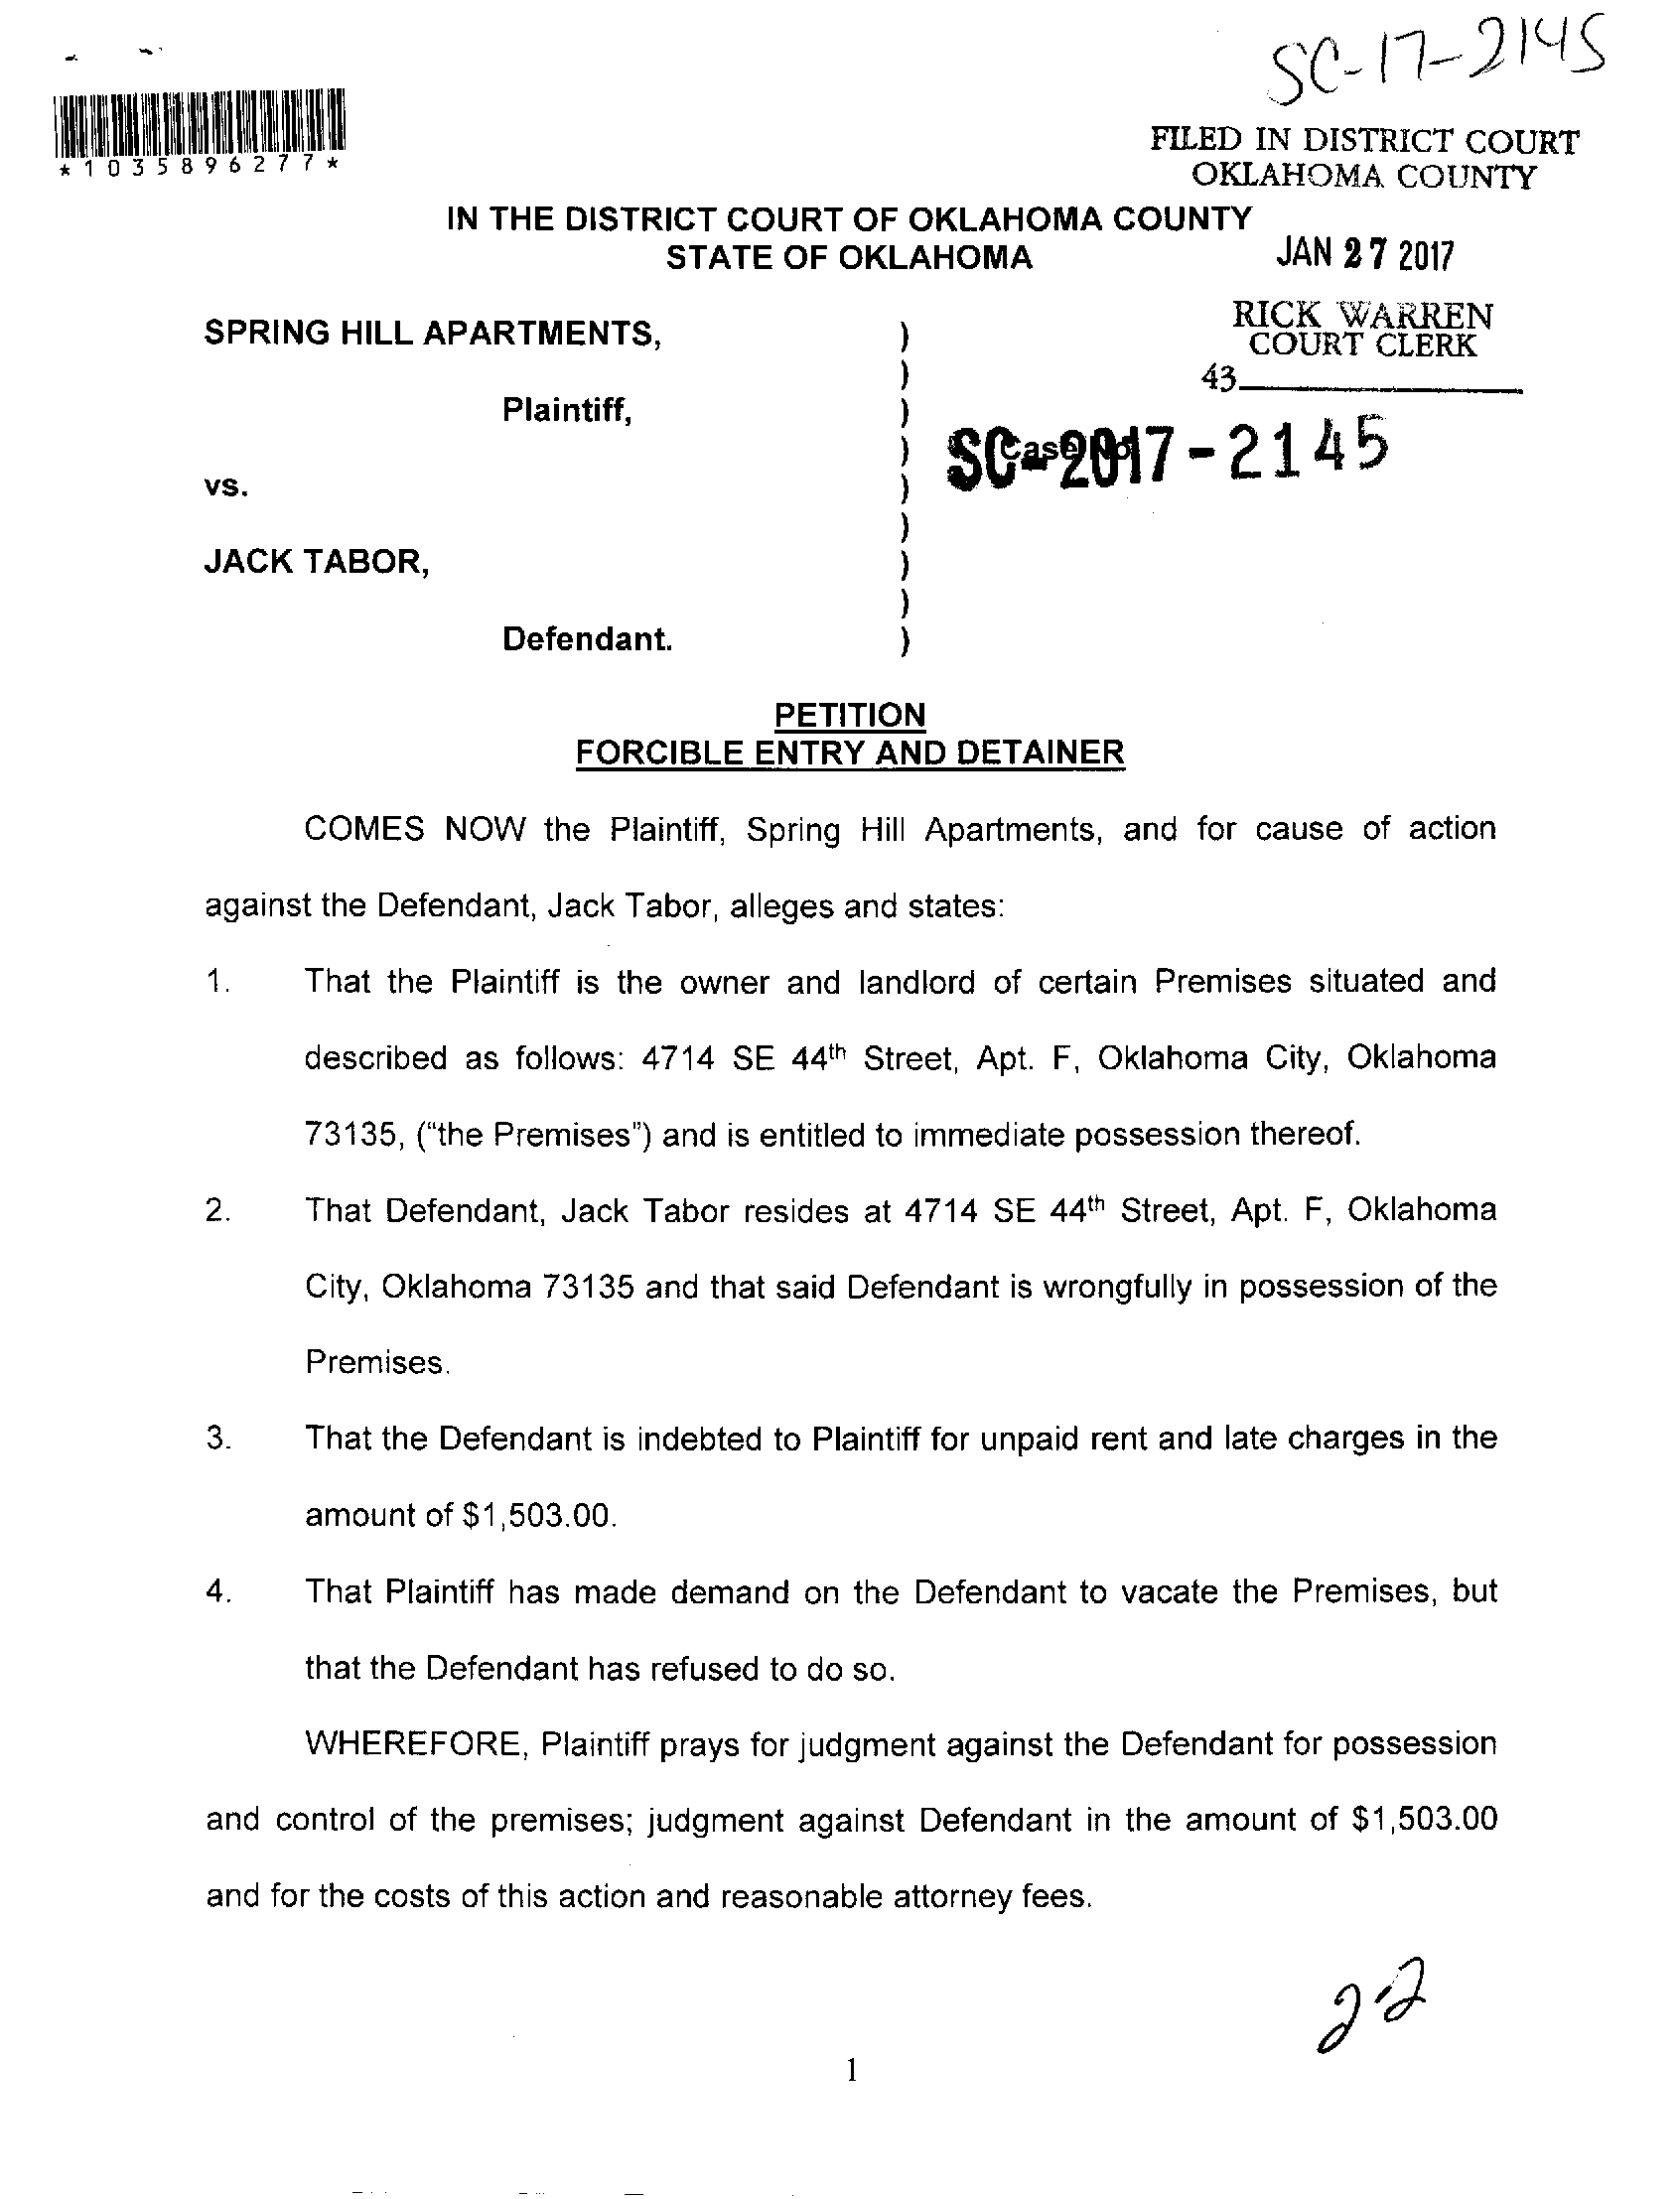 SC-17-2145
*1035896277*
FILED IN DISTRICT COURT
OKLAHOMA COUNTY
IN THE DISTRICT COURT OF OKLAHOMA COUNTY
STATE OF OKLAHOMA
JAN 27 2017
RICK WARREN
COURT CLERK
43
SPRING HILL APARTMENTS, )
)
Plaintiff, )
) Case No. SC-2017-2145
vs. )
)
JACK TABOR, )
)
Defendant. )
PETITION
FORCIBLE ENTRY AND DETAINER
COMES NOW the Plaintiff, Spring Hill Apartments, and for cause of action
against the Defendant, Jack Tabor, alleges and states:
1. That the Plaintiff is the owner and landlord of certain Premises situated and
described as follows: 4714 SE 44th Street, Apt. F, Oklahoma City, Oklahoma
73135, ("the Premises") and is entitled to immediate possession thereof.
2. That Defendant, Jack Tabor resides at 4714 SE 44th Street, Apt. F, Oklahoma
City, Oklahoma 73135 and that said Defendant is wrongfully in possession of the
Premises.
3. That the Defendant is indebted to Plaintiff for unpaid rent and late charges in the
amount of $1,503.00.
4. That Plaintiff has made demand on the Defendant to vacate the Premises, but
that the Defendant has refused to do so.
WHEREFORE, Plaintiff prays for judgment against the Defendant for possession
and control of the premises; judgment against Defendant in the amount of $1,503.00
and for the costs of this action and reasonable attorney fees.
2-2
1